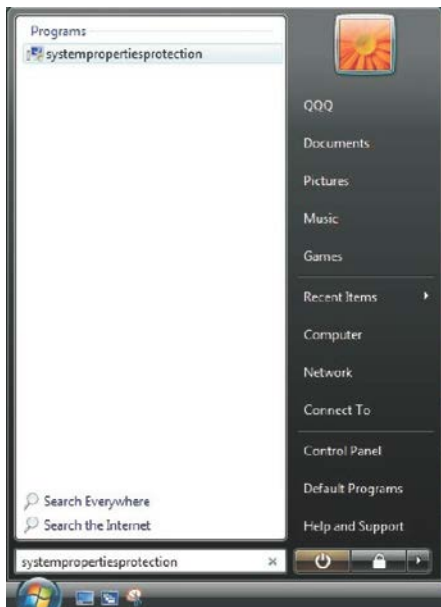 Programs
systempropertiesprotection
Search Everywhere
Search the Internet
systempropertiesprotection
QQQ
Documents
Pictures
Music
Games
Recent Items
Computer
Network
Connect To
Control Panel
Default Programs
Help and Support